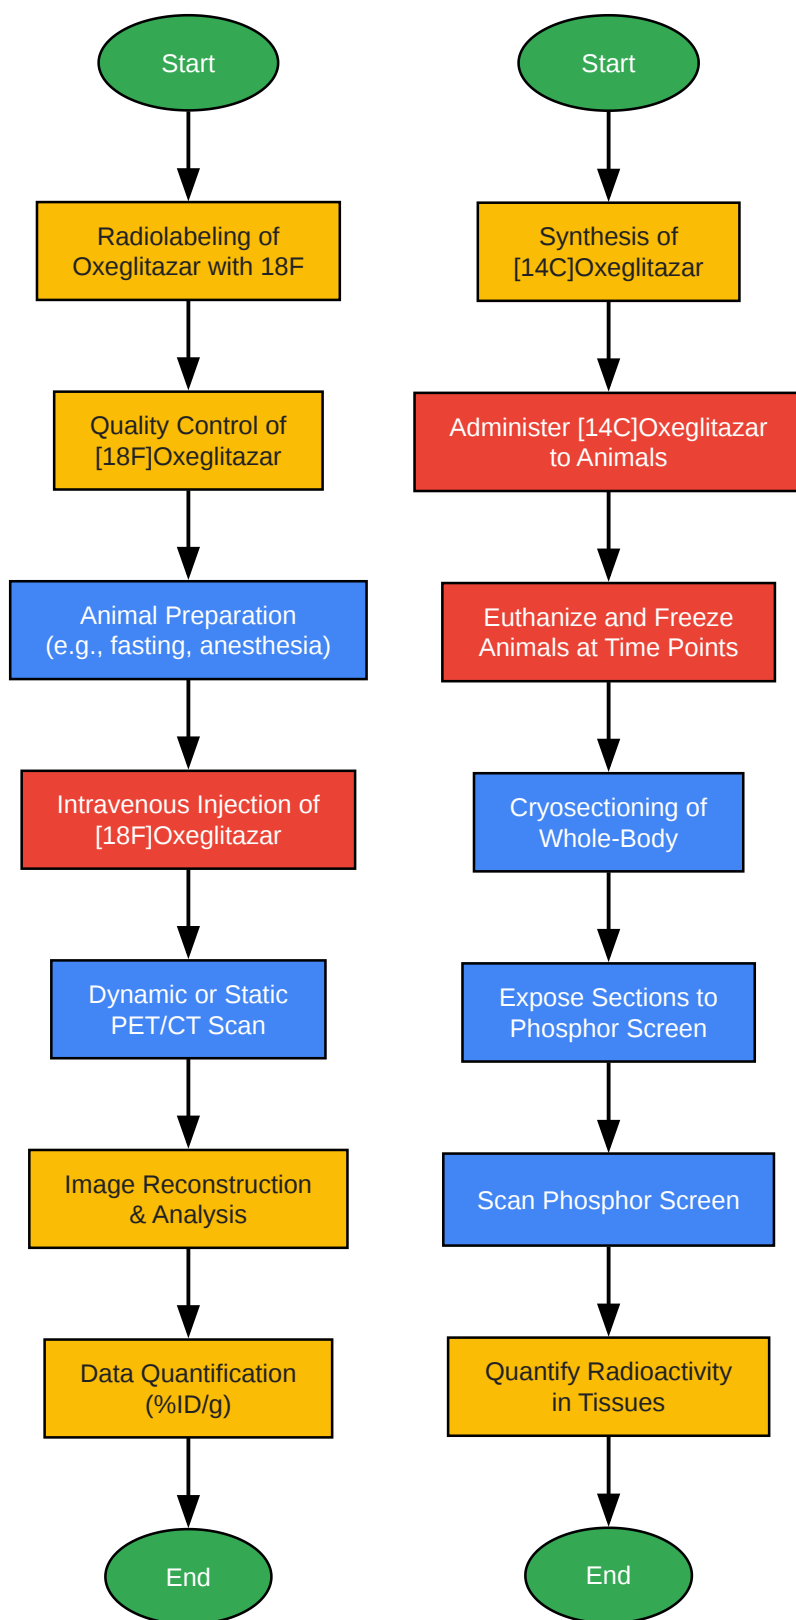 Start
Radiolabeling of
Oxeglitazar with 18F
Quality Control of
[18F]Oxeglitazar
Animal Preparation
(e.g., fasting, anesthesia)
Intravenous Injection of
[18F]Oxeglitazar
Dynamic or Static
PET/CT Scan
Image Reconstruction
& Analysis
Data Quantification
(%ID/g)
End
Start
Synthesis of
[14C]Oxeglitazar
Administer [14C]Oxeglitazar
to Animals
Euthanize and Freeze
Animals at Time Points
Cryosectioning of
Whole-Body
Expose Sections to
Phosphor Screen
Scan Phosphor Screen
Quantify Radioactivity
in Tissues
End